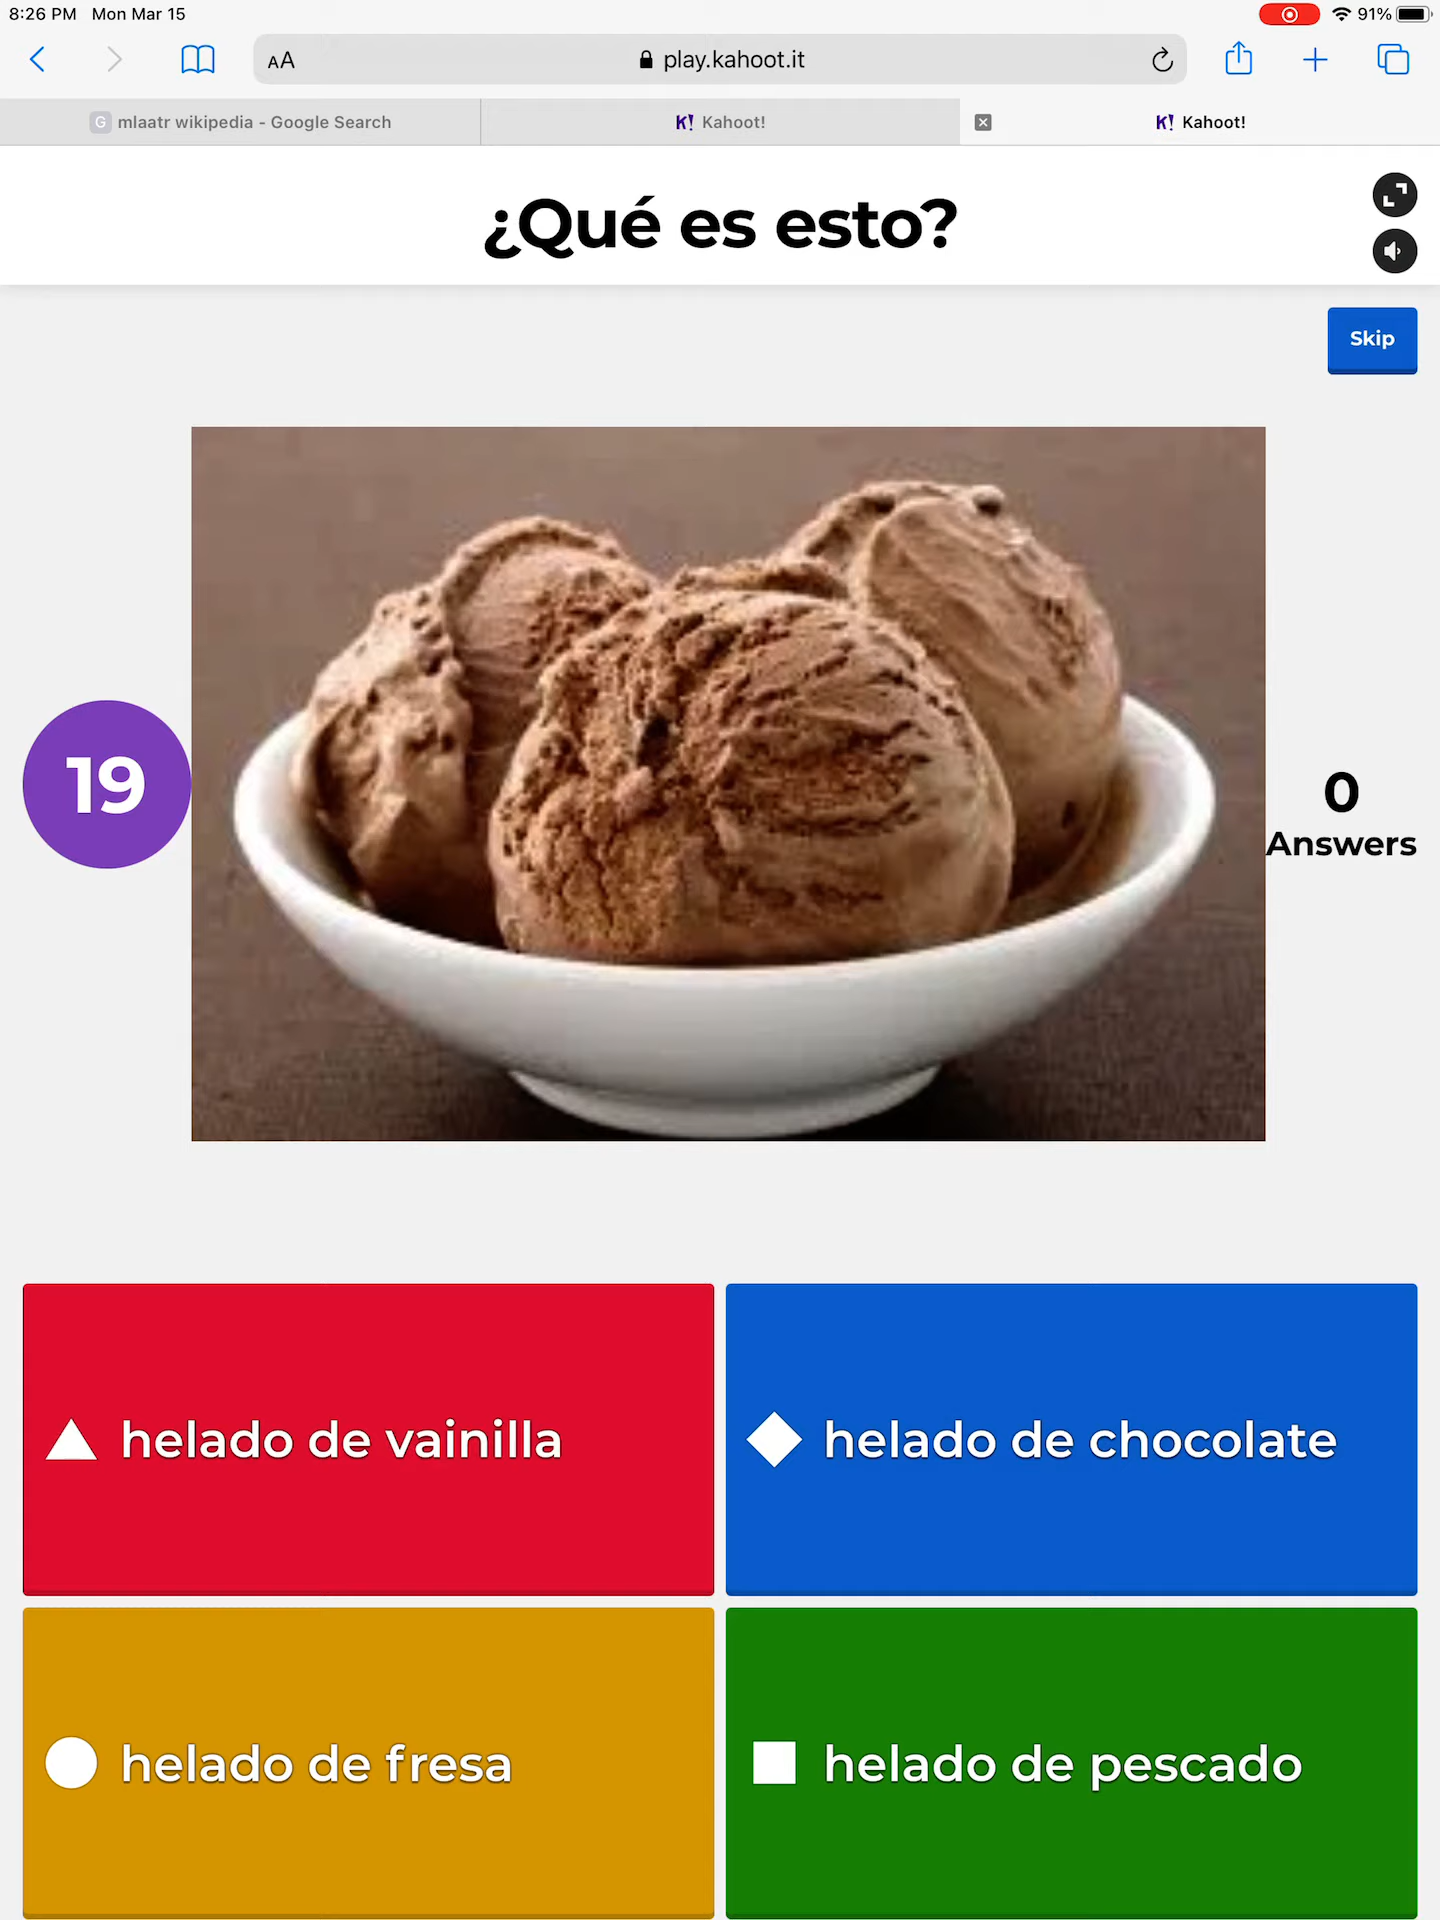 8:26 PM Mon Mar 15
91%
AA
play.kahoot.it
G mlaatr wikipedia - Google Search
K! Kahoot!
K! Kahoot!
¿Qué es esto?
Skip
19
0
Answers
helado de vainilla
helado de chocolate
helado de fresa
helado de pescado